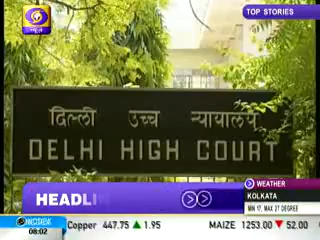 न्यूज़
TOP STORIES
दिल्ली उच्च न्यायालय
DELHI HIGH COURT
HEADLI
WEATHER
KOLKATA
MIN 17, MAX 27 DEGREE
08:02
Copper 447.75 ▲ 1.95 MAIZE 1253.00 ▼ 52.00